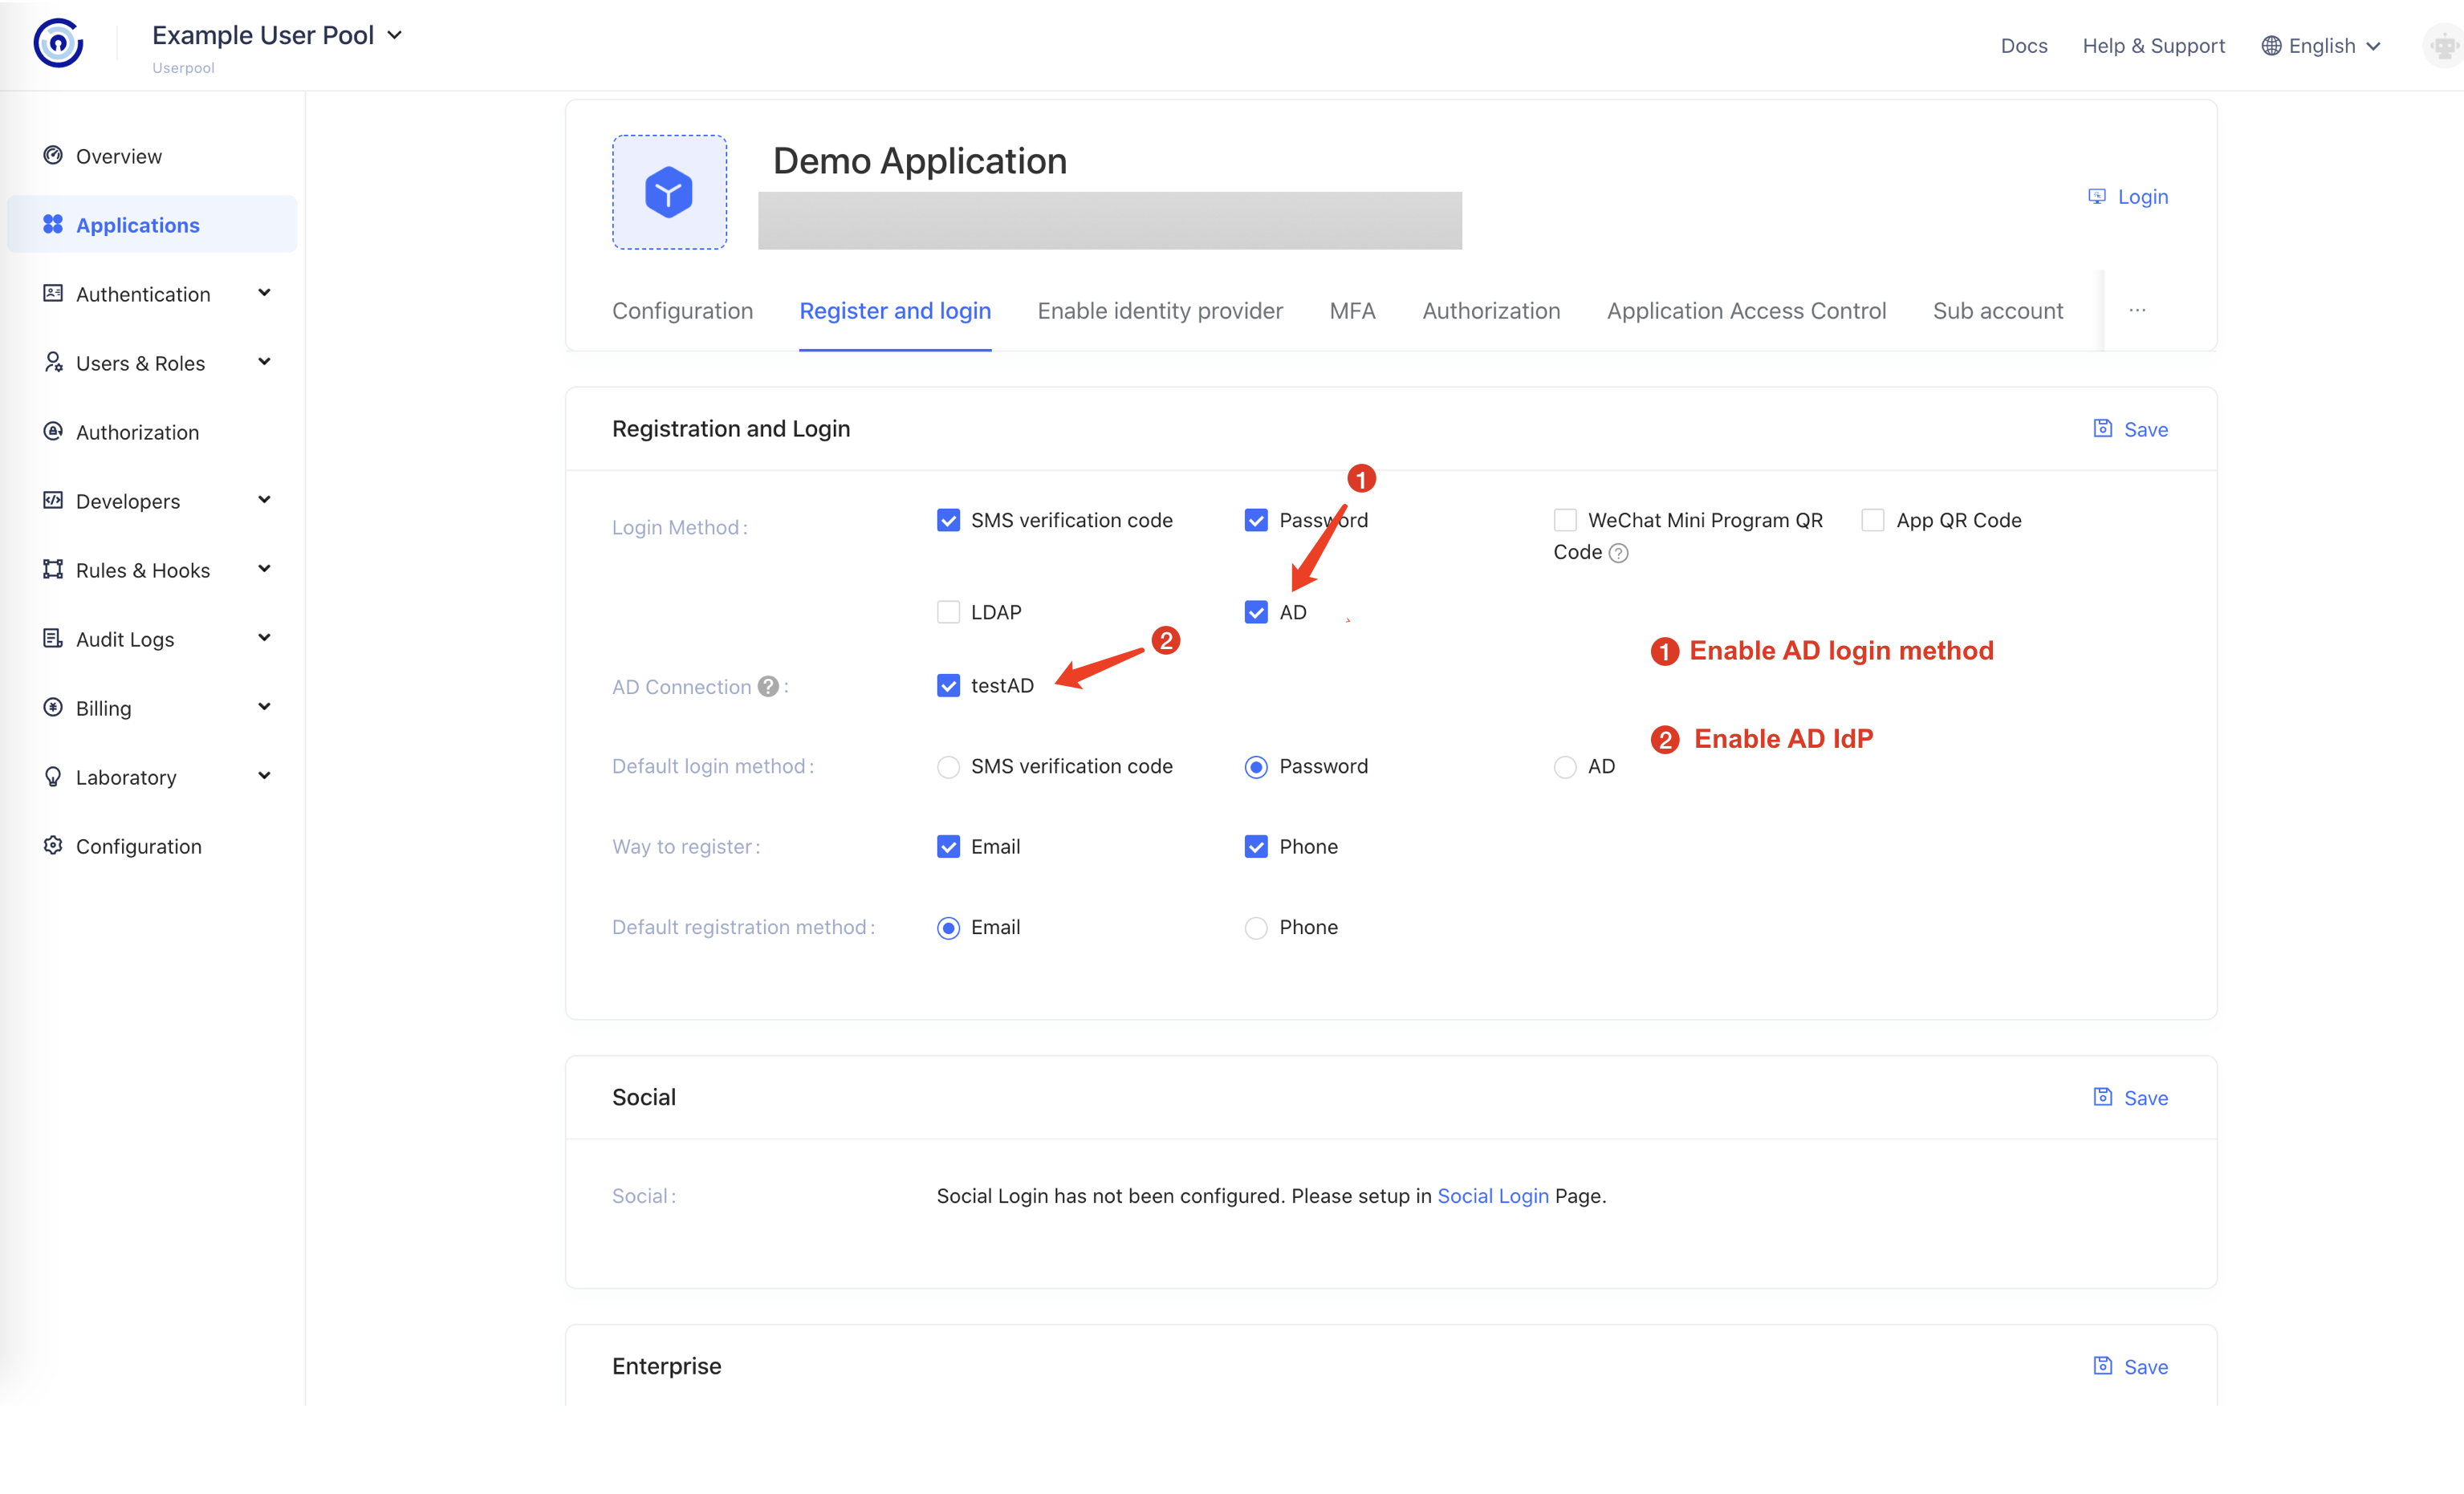 Example User Pool
Userpool
Docs
Help & Support
English
Overview
Applications
Authentication
Users & Roles
Authorization
Developers
Rules & Hooks
Audit Logs
Billing
Laboratory
Configuration
Demo Application
Login
Configuration
Register and login
Enable identity provider
MFA
Authorization
Application Access Control
Sub account
···
Registration and Login
Save
1
Login Method :
SMS verification code
Password
WeChat Mini Program QR
Code ?
App QR Code
LDAP
AD
2
1 Enable AD login method
AD Connection ? :
testAD
2 Enable AD IdP
Default login method :
SMS verification code
Password
AD
Way to register :
Email
Phone
Default registration method :
Email
Phone
Social
Save
Social :
Social Login has not been configured. Please setup in Social Login Page.
Enterprise
Save